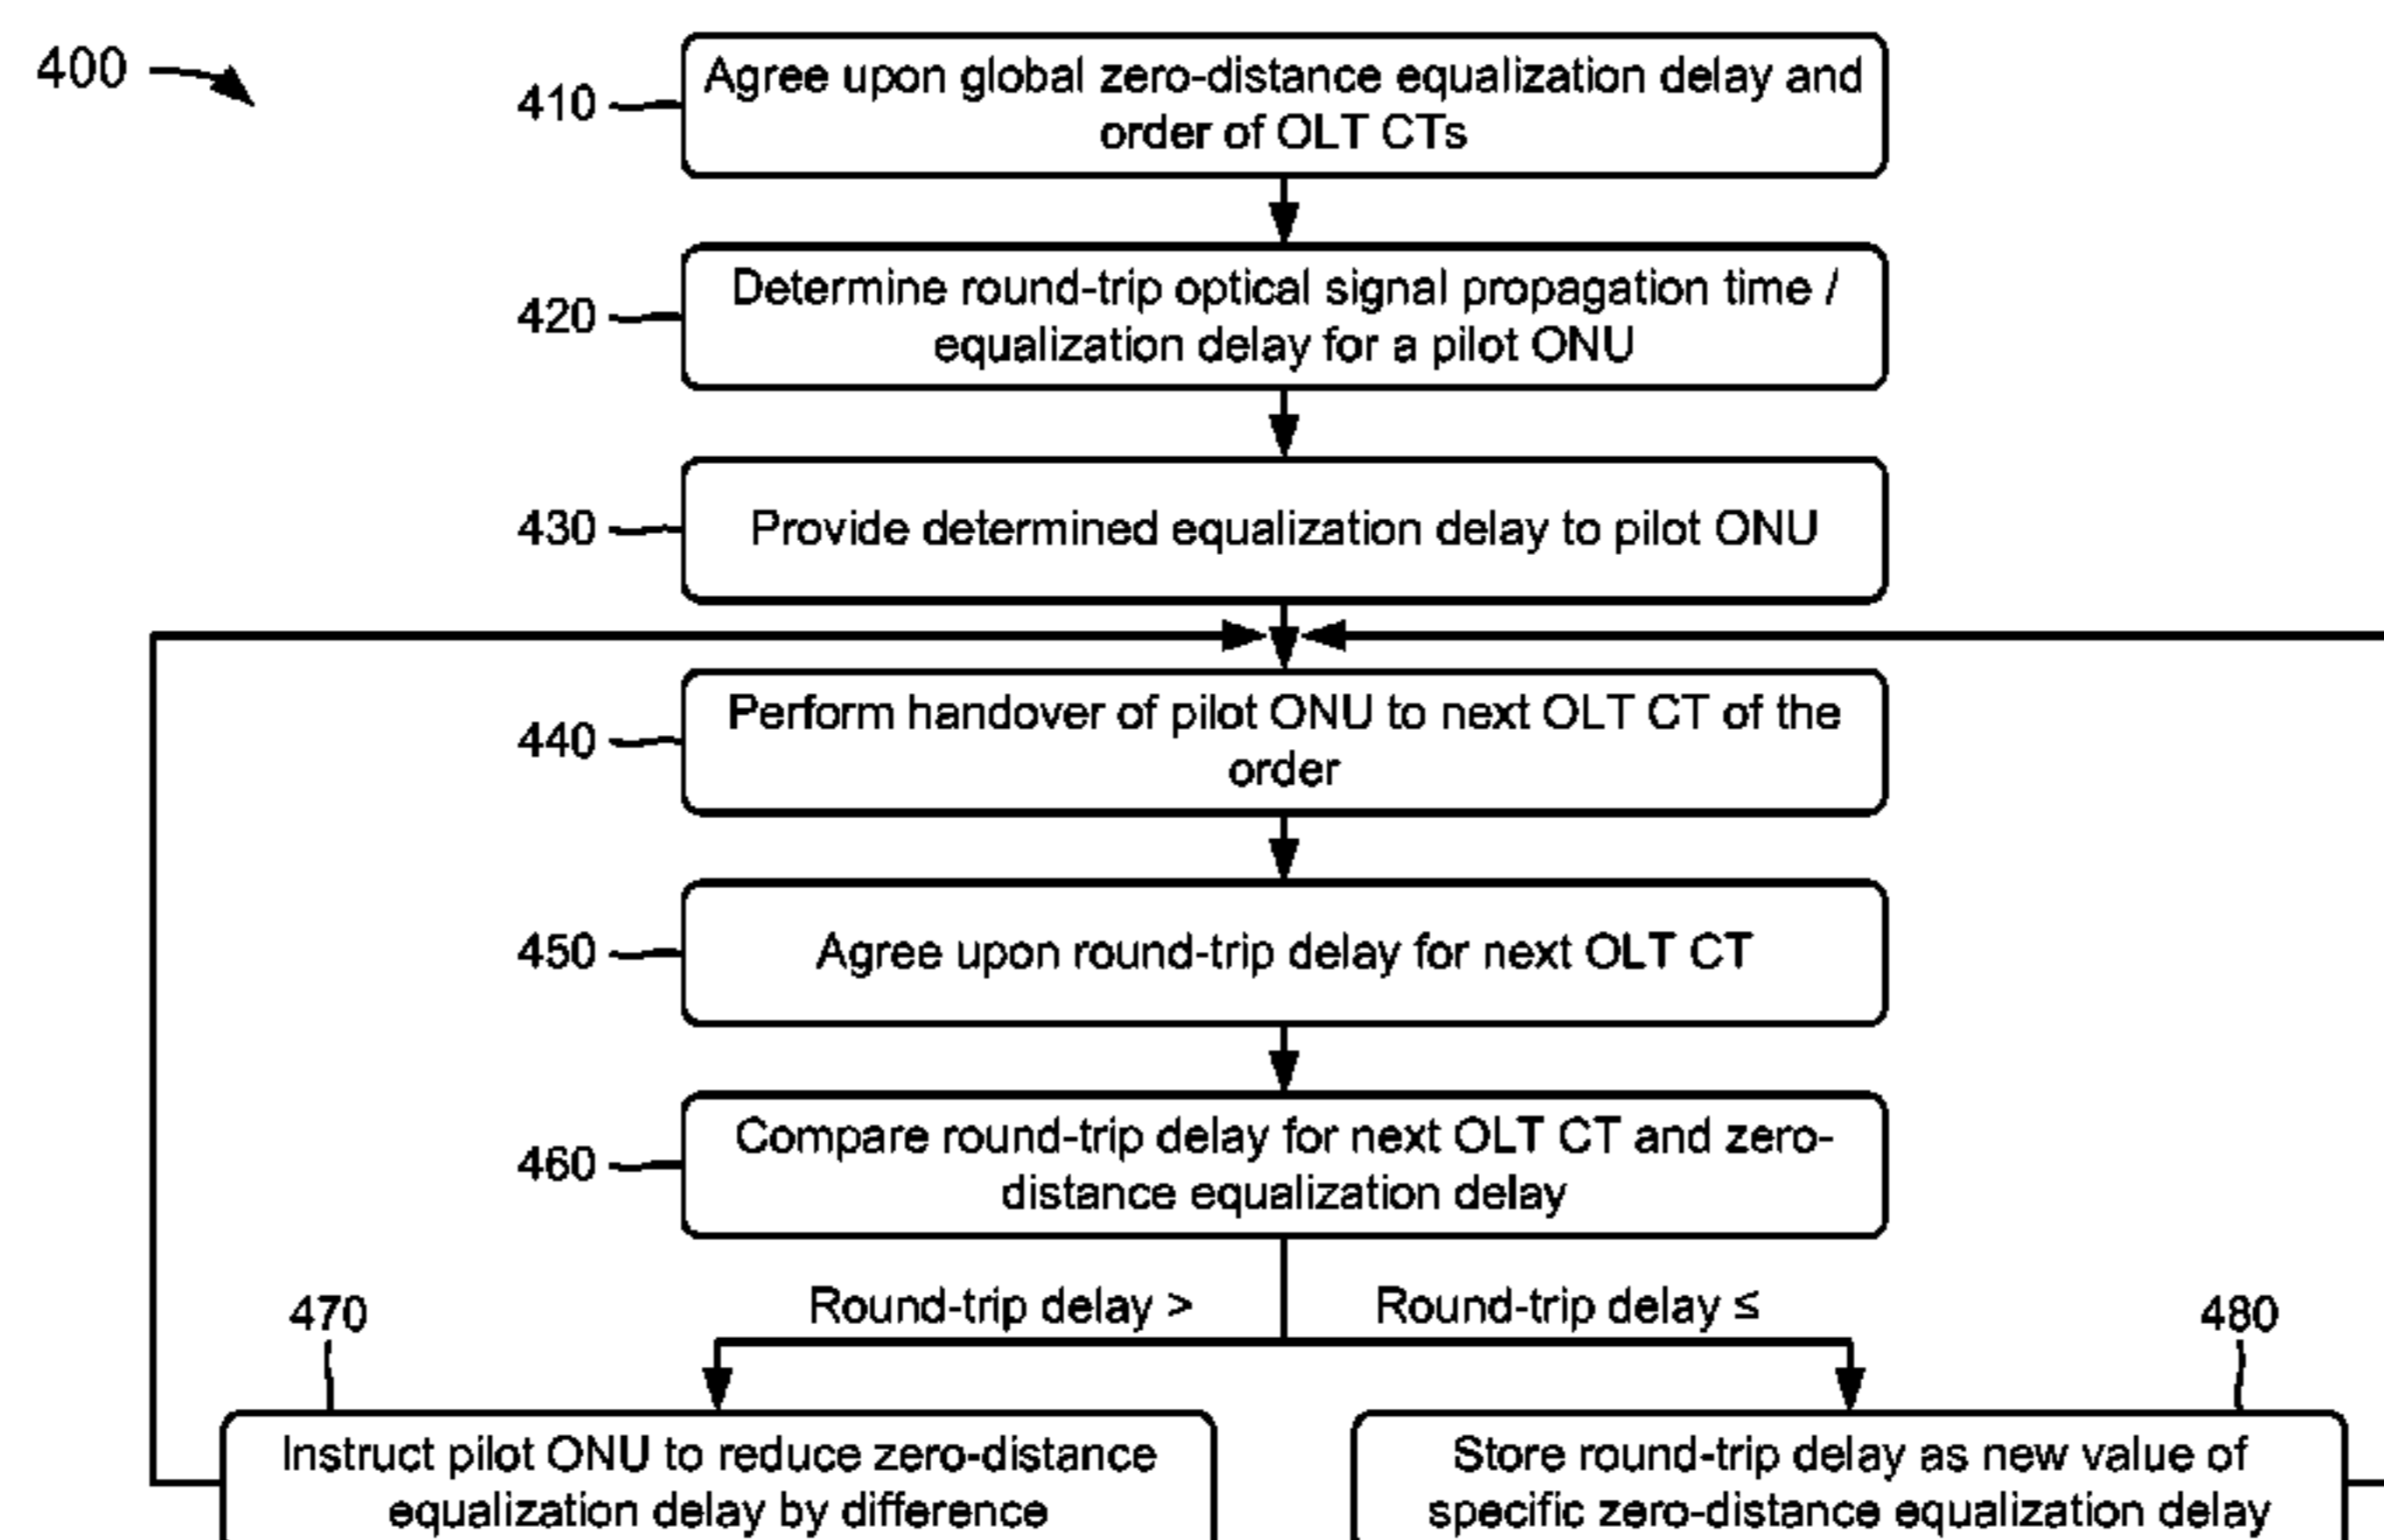 400
410
Agree upon global zero-distance equalization delay and
order of OLT CTs
420
Determine round-trip optical signal propagation time /
equalization delay for a pilot ONU
430
Provide determined equalization delay to pilot ONU
440
Perform handover of pilot ONU to next OLT CT of the
order
450
Agree upon round-trip delay for next OLT CT
460
Compare round-trip delay for next OLT CT and zero-
distance equalization delay
Round-trip delay >
Round-trip delay ≤
470
480
Instruct pilot ONU to reduce zero-distance
equalization delay by difference
Store round-trip delay as new value of
specific zero-distance equalization delay